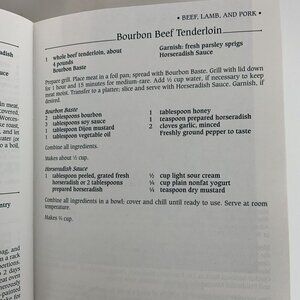 • BEEF, LAMB, AND PORK •
Bourbon Beef Tenderloin
1 whole beef tenderloin, about
4 pounds
Bourbon Baste
Garnish: fresh parsley sprigs
Horseradish Sauce
Prepare grill. Place meat in a foil pan; spread with Bourbon Baste. Grill with lid down
for 1 hour and 15 minutes for medium-rare. Add ½ cup water, if necessary to keep
meat moist. Transfer to a platter; slice and serve with Horseradish Sauce. Garnish, if
desired.
Bourbon Baste
2 tablespoons bourbon
2 tablespoons soy sauce
1 tablespoon Dijon mustard
1 tablespoon vegetable oil
1 tablespoon honey
1 teaspoon prepared horseradish
2 cloves garlic, minced
Freshly ground pepper to taste
Combine all ingredients.
Makes about ½ cup.
Horseradish Sauce
1 tablespoon peeled, grated fresh
horseradish or 2 tablespoons
prepared horseradish
½ cup light sour cream
¼ cup plain nonfat yogurt
¼ teaspoon dry mustard
Combine all ingredients in a bowl; cover and chill until ready to use. Serve at room
temperature.
Makes ¾ cup.